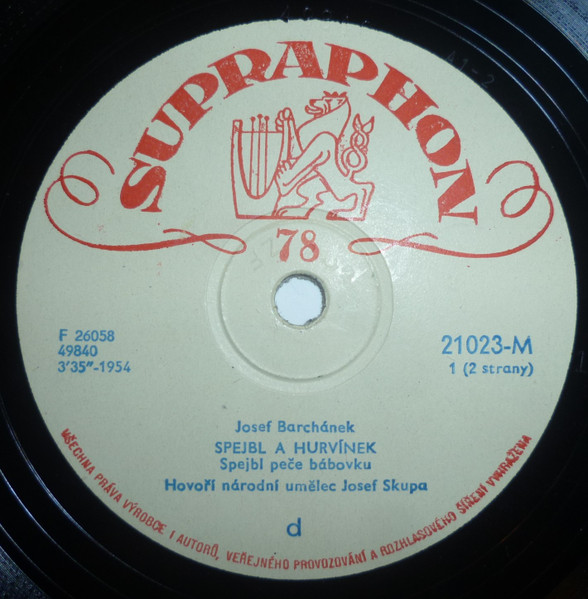 SUPRAPHON
78
F 26058
49840
3'35"-1954
21023-M
1 (2 strany)
Josef Barchánek
SPEJBL A HURVÍNEK
Spejbl peče bábovku
Hovoří národní umělec Josef Skupa
d
VŠECHNA PRÁVA VÝROBCE I AUTORŮ, VEŘEJNÉHO PROVOZOVÁNÍ A ROZHLASOVÉHO ŠÍŘENÍ VYHRAŽENA